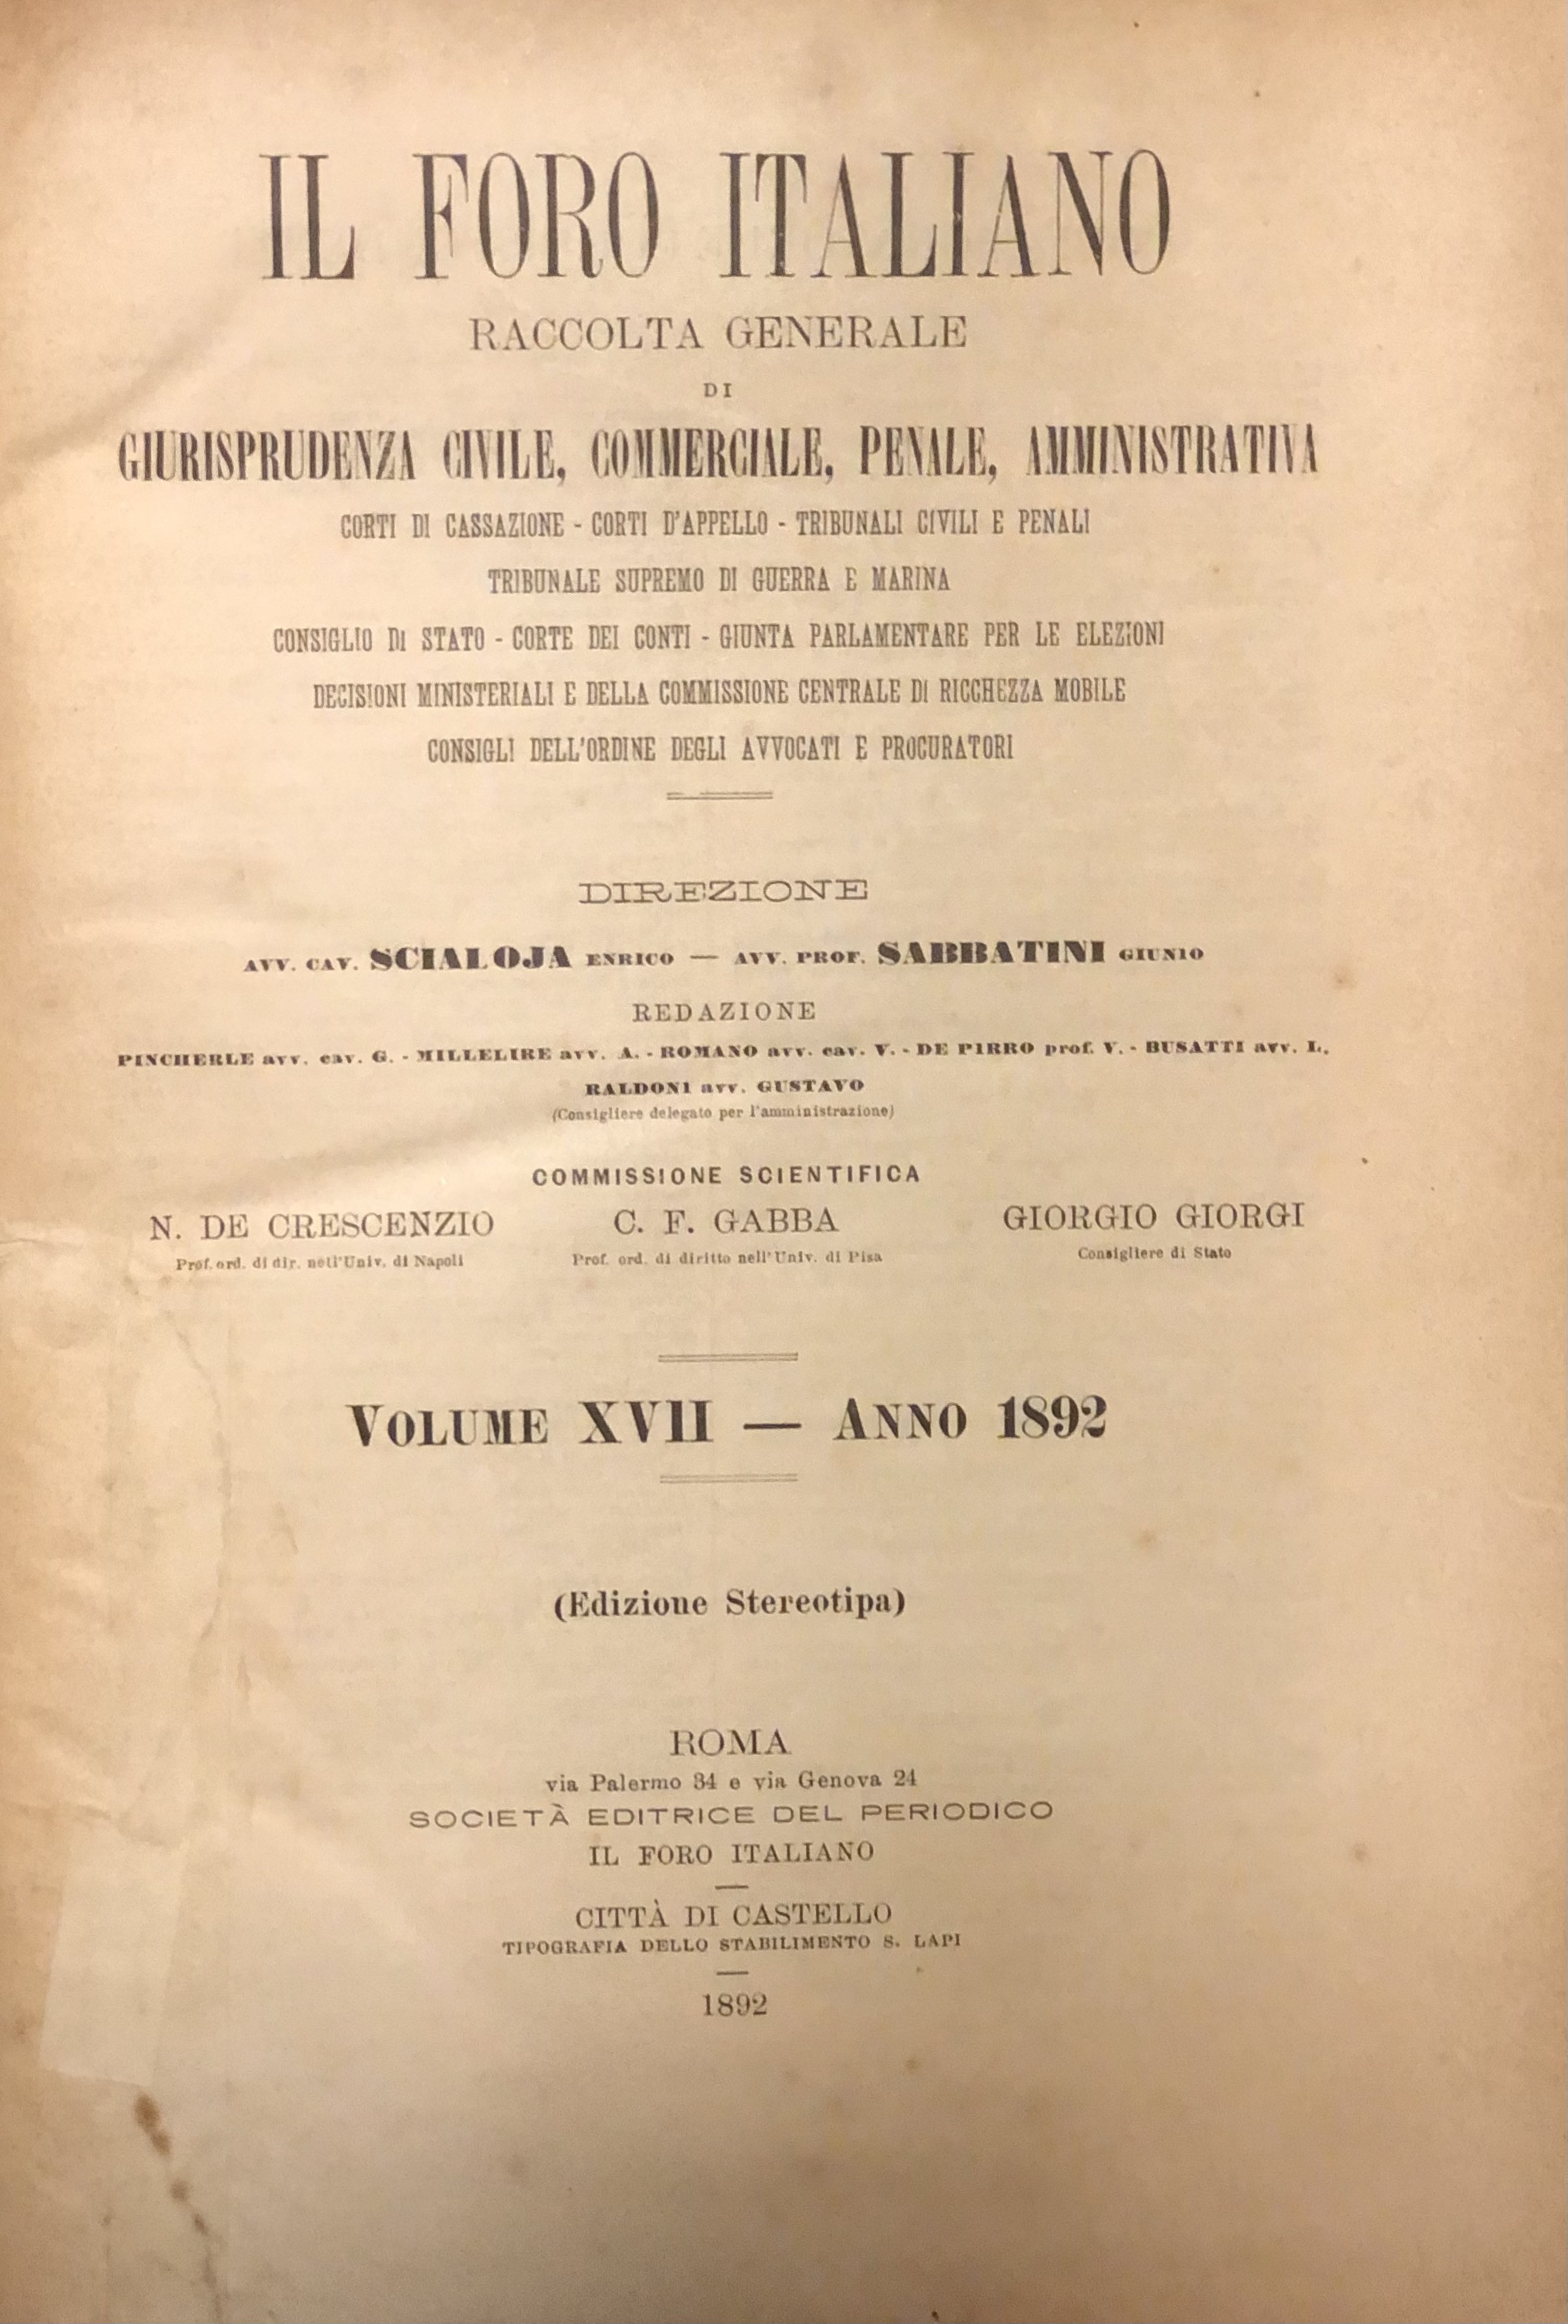 IL FORO ITALIANO
RACCOLTA GENERALE
DI
GIURISPRUDENZA CIVILE, COMMERCIALE, PENALE, AMMINISTRATIVA
CORTI DI CASSAZIONE - CORTI D'APPELLO - TRIBUNALI CIVILI E PENALI
TRIBUNALE SUPREMO DI GUERRA E MARINA
CONSIGLIO DI STATO - CORTE DEI CONTI - GIUNTA PARLAMENTARE PER LE ELEZIONI
DECISIONI MINISTERIALI E DELLA COMMISSIONE CENTRALE DI RICCHEZZA MOBILE
CONSIGLI DELL'ORDINE DEGLI AVVOCATI E PROCURATORI
DIREZIONE
AVV. CAV. SCIALOJA ENRICO — AVV. PROF. SABBATINI GIUNIO
REDAZIONE
PINCHERLE avv. cav. G. - MILLELIRE avv. A. - ROMANO avv. cav. V. - DE PIRRO prof. V. - BUSATTI avv. L.
BALDONI avv. GUSTAVO
(Consigliere delegato per l'amministrazione)
COMMISSIONE SCIENTIFICA
N. DE CRESCENZIO C. F. GABBA GIORGIO GIORGI
Prof. ord. di dir. nell'Univ. di Napoli Prof. ord. di diritto nell'Univ. di Pisa Consigliere di Stato
VOLUME XVII — ANNO 1892
(Edizione Stereotipa)
ROMA
via Palermo 34 e via Genova 24
SOCIETÀ EDITRICE DEL PERIODICO
IL FORO ITALIANO
CITTÀ DI CASTELLO
TIPOGRAFIA DELLO STABILIMENTO S. LAPI
1892